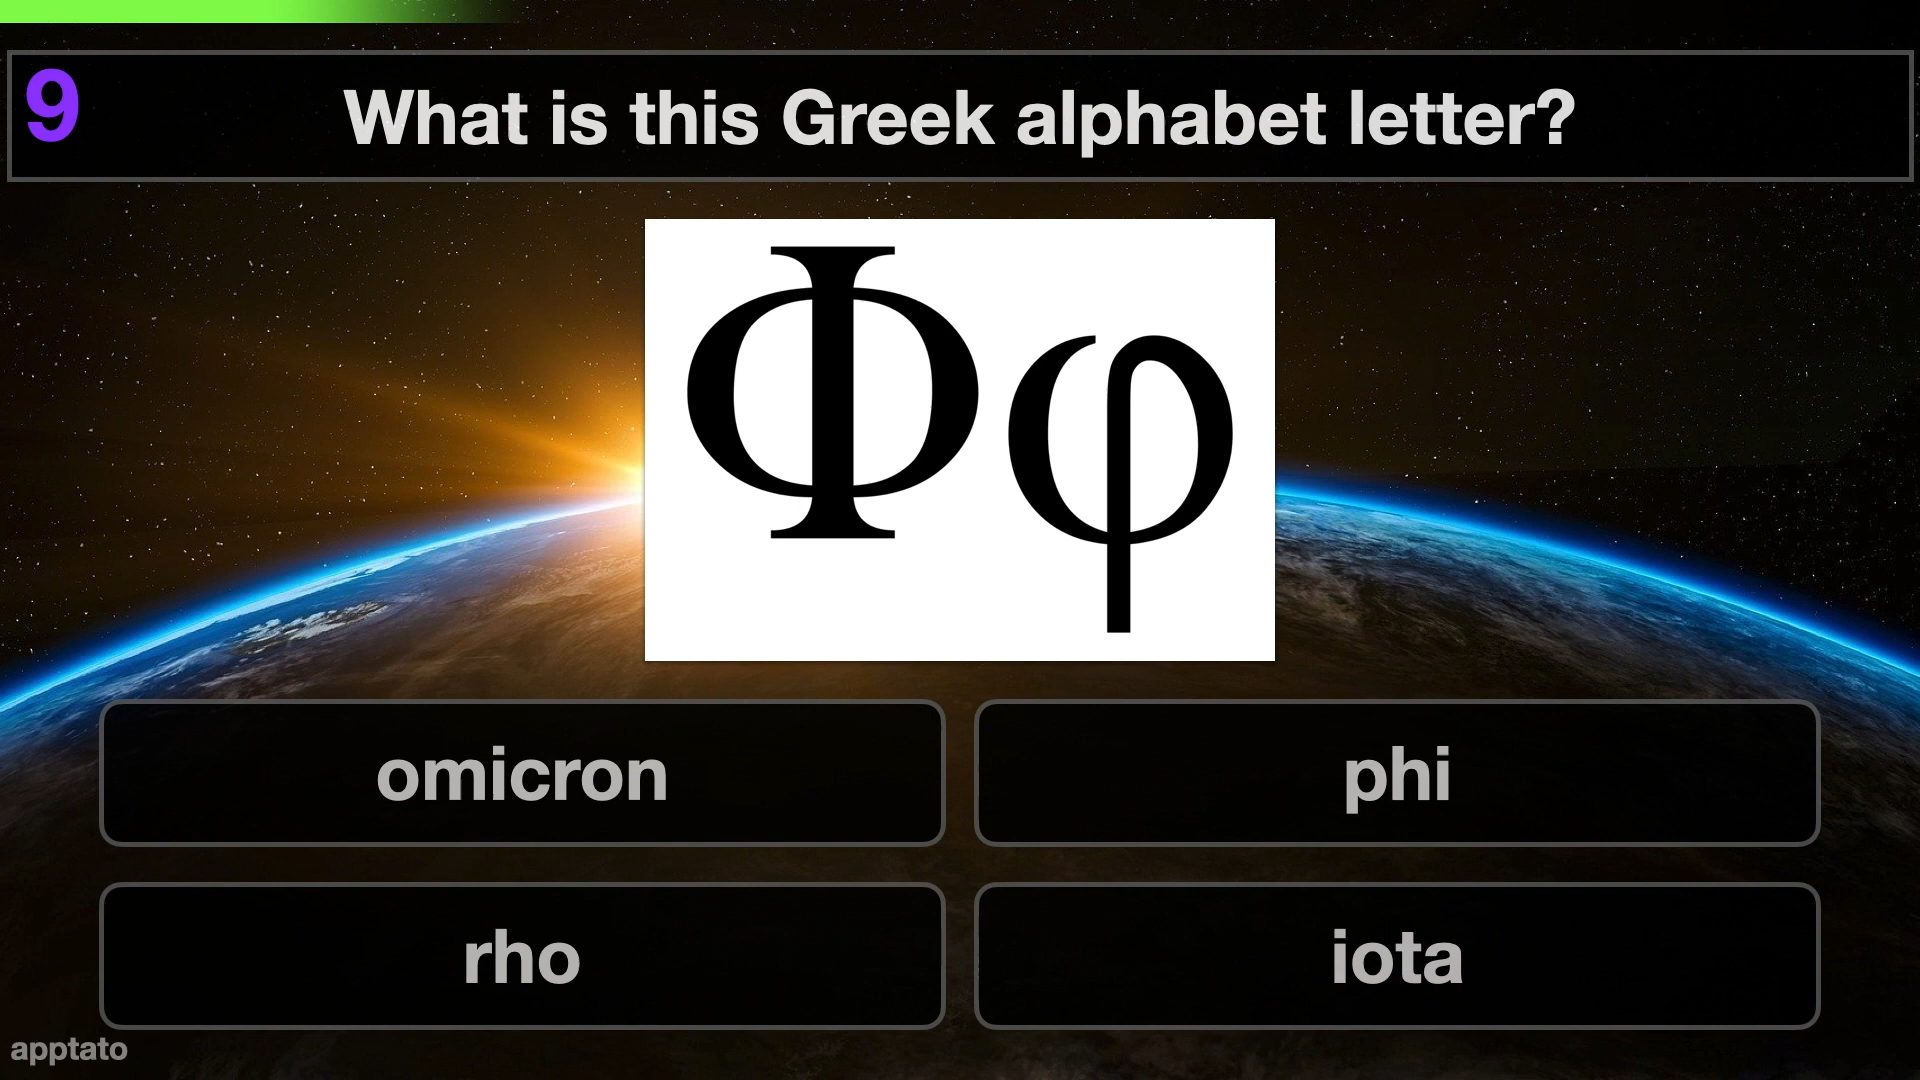 9
What is this Greek alphabet letter?
Φφ
omicron
phi
rho
iota
apptato